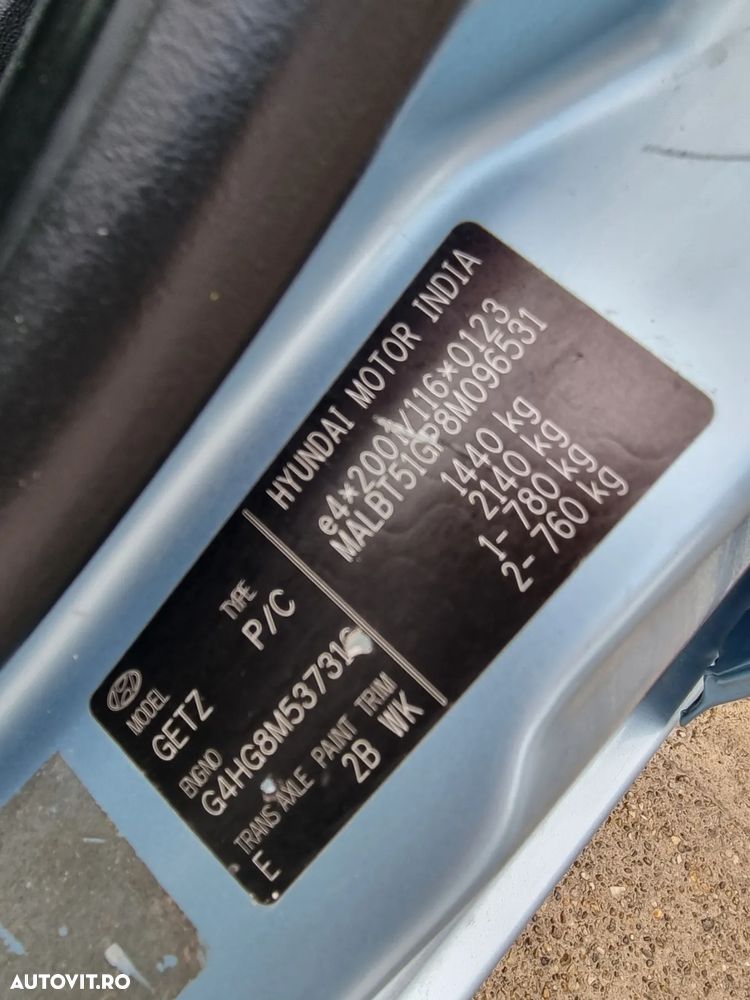 HYUNDAI MOTOR INDIA
e4*2001/116*0123
MALBT51GP8M096531
1440 kg
2140 kg
1- 780 kg
2- 760 kg
MODEL TYPE
GETZ P/C
ENGNO
G4HG8M537316
TRANS AXLE PAINT TRIM
E 2B WK
AUTOVIT.RO